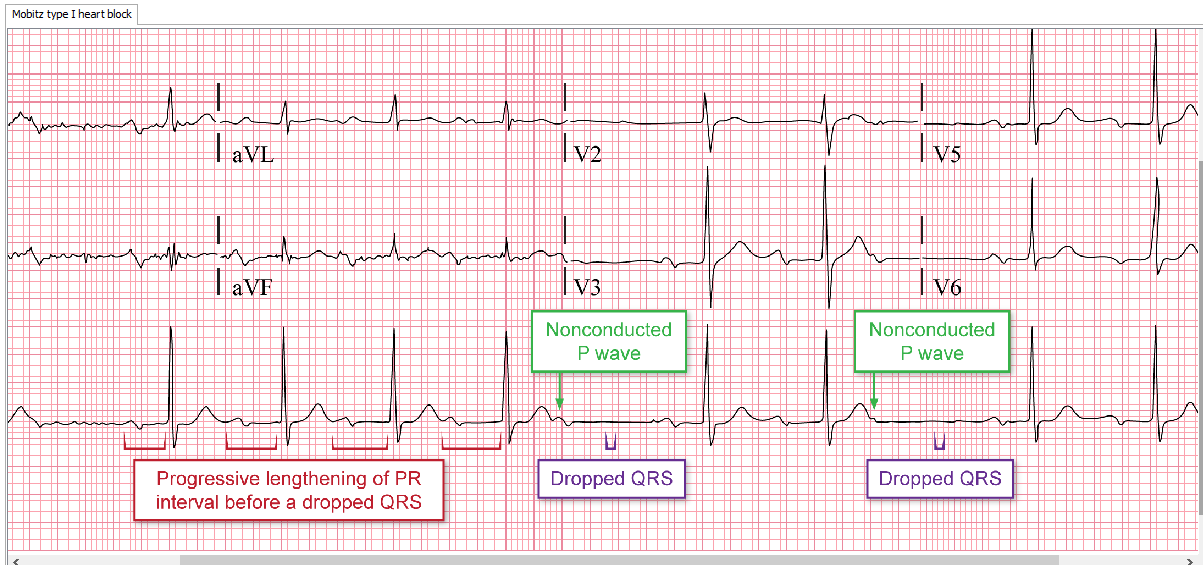 Mobitz type I heart block
aVL
V2
V5
aVF
V3
V6
Nonconducted
P wave
Nonconducted
P wave
Progressive lengthening of PR
interval before a dropped QRS
Dropped QRS
Dropped QRS